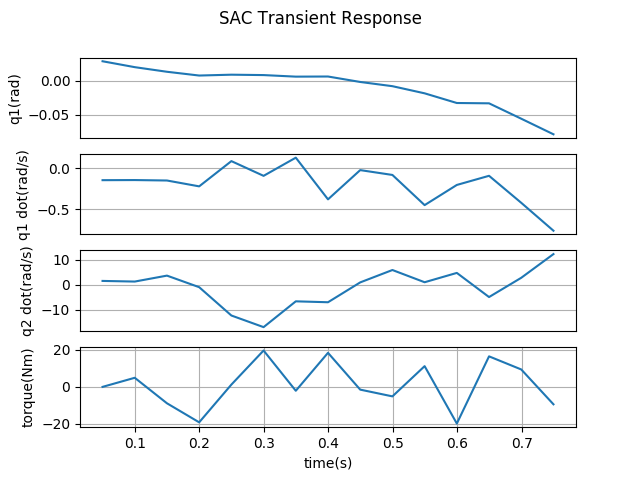 SAC Transient Response
q1(rad)
0.00
−0.05
q1 dot(rad/s)
0.0
−0.5
q2 dot(rad/s)
10
0
−10
torque(Nm)
20
0
−20
0.1 0.2 0.3 0.4 0.5 0.6 0.7
time(s)